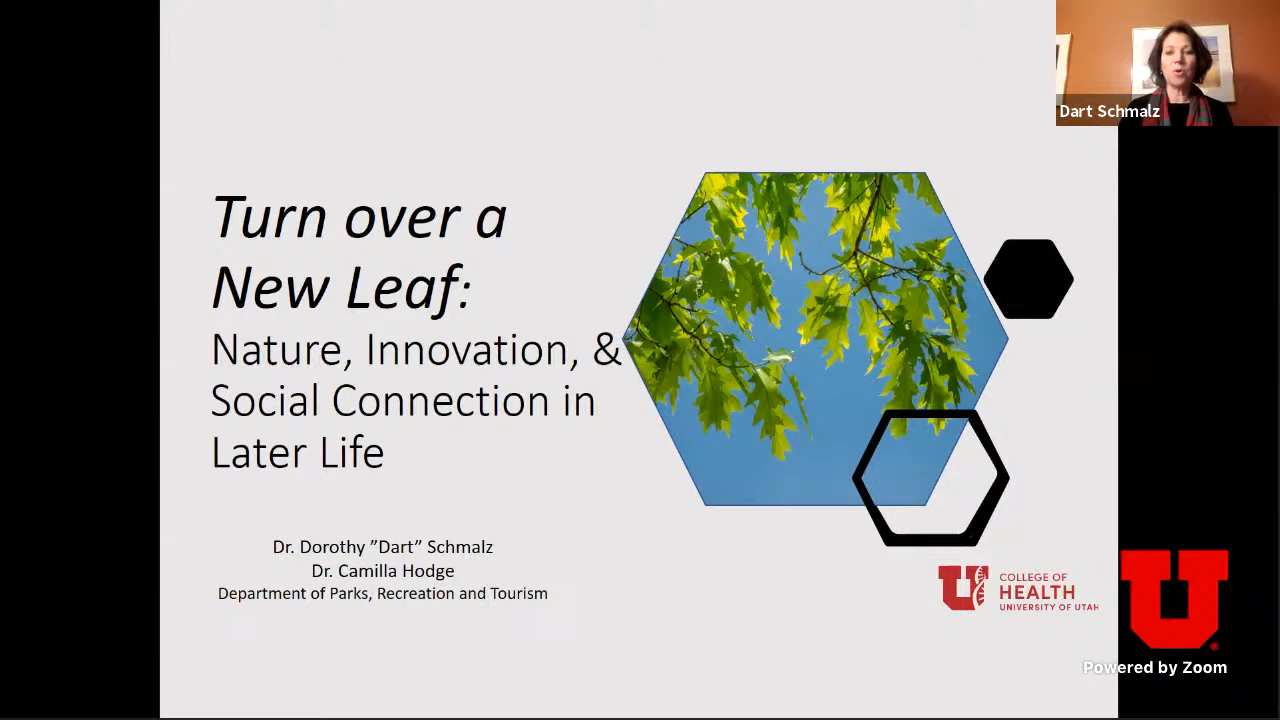 Dart Schmalz
Turn over a
New Leaf:
Nature, Innovation, &
Social Connection in
Later Life
Dr. Dorothy ”Dart” Schmalz
Dr. Camilla Hodge
Department of Parks, Recreation and Tourism
U
COLLEGE OF
HEALTH
UNIVERSITY OF UTAH
U®
Powered by Zoom